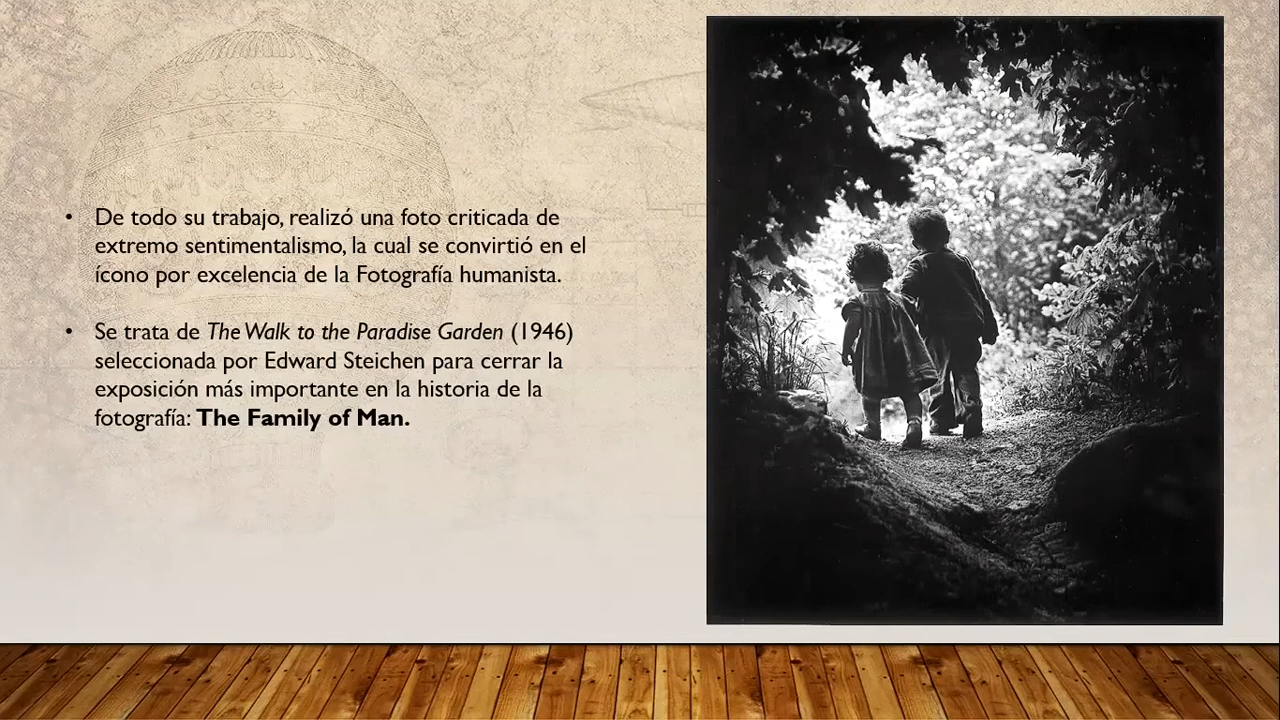 • De todo su trabajo, realizó una foto criticada de
extremo sentimentalismo, la cual se convirtió en el
ícono por excelencia de la Fotografía humanista.
• Se trata de The Walk to the Paradise Garden (1946)
seleccionada por Edward Steichen para cerrar la
exposición más importante en la historia de la
fotografía: The Family of Man.